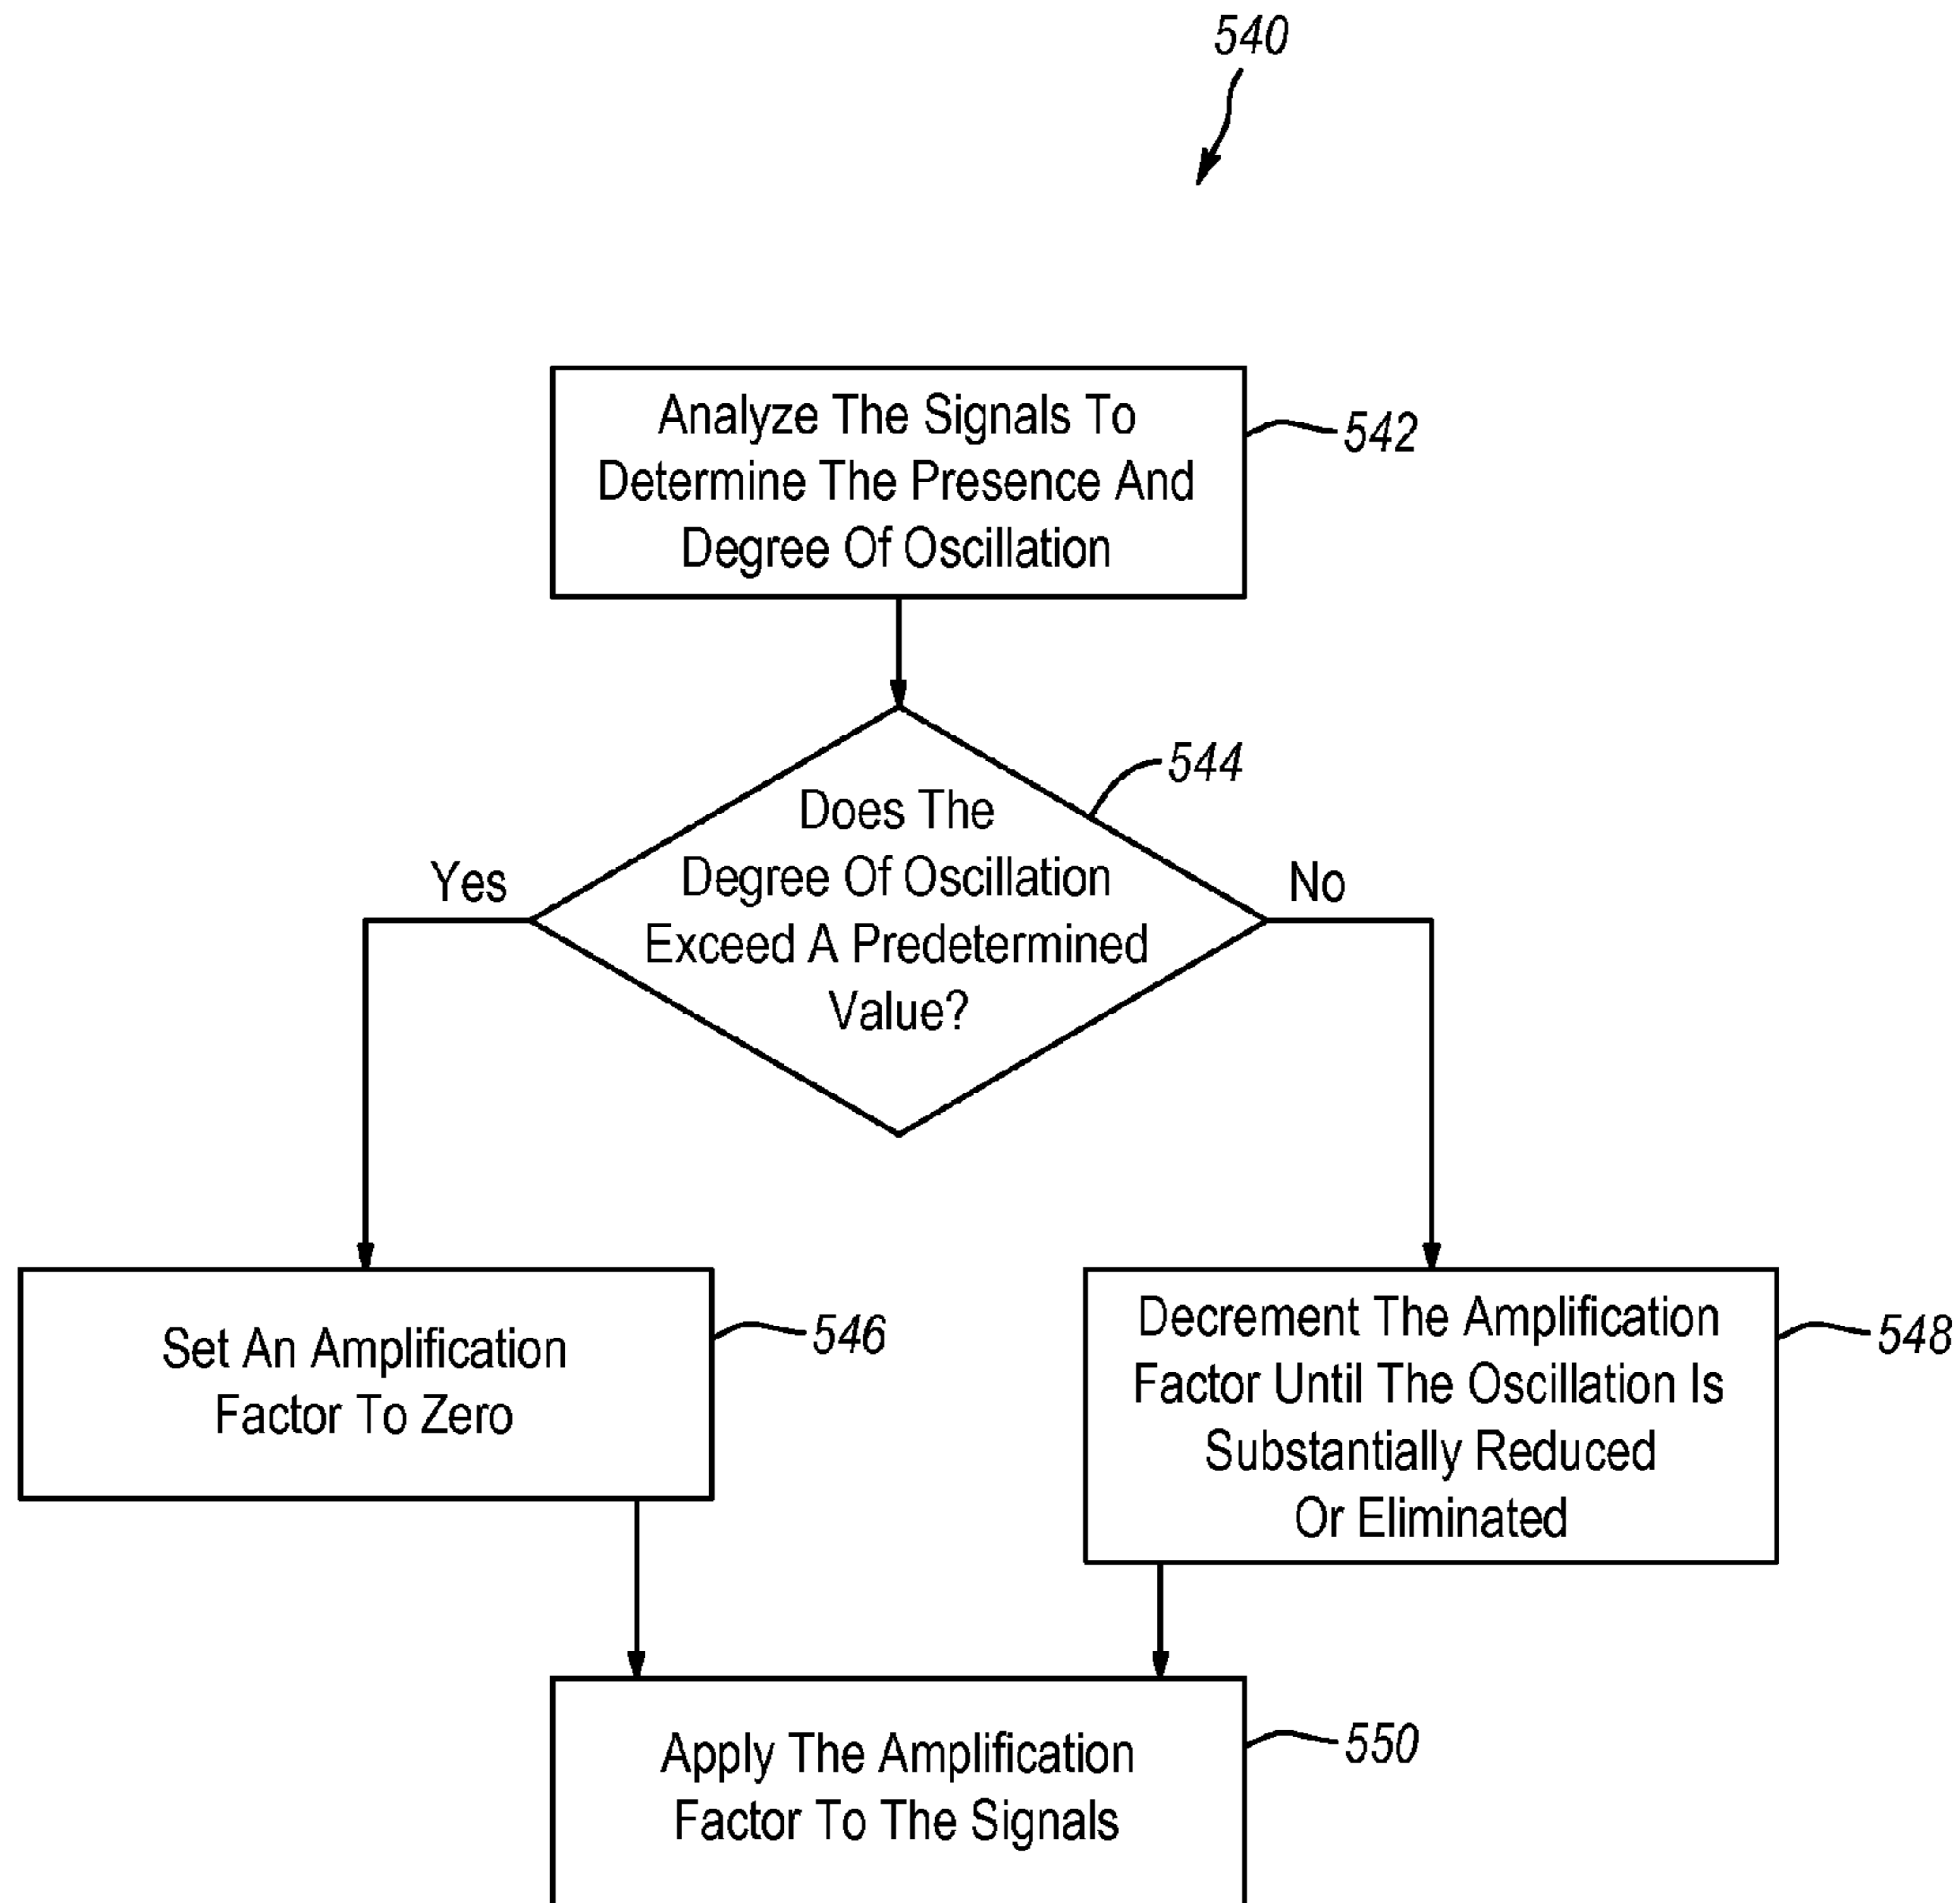 540
Analyze The Signals To
Determine The Presence And
Degree Of Oscillation
542
544
Does The
Degree Of Oscillation
Exceed A Predetermined
Value?
Yes
No
Set An Amplification
Factor To Zero
546
Decrement The Amplification
Factor Until The Oscillation Is
Substantially Reduced
Or Eliminated
548
Apply The Amplification
Factor To The Signals
550